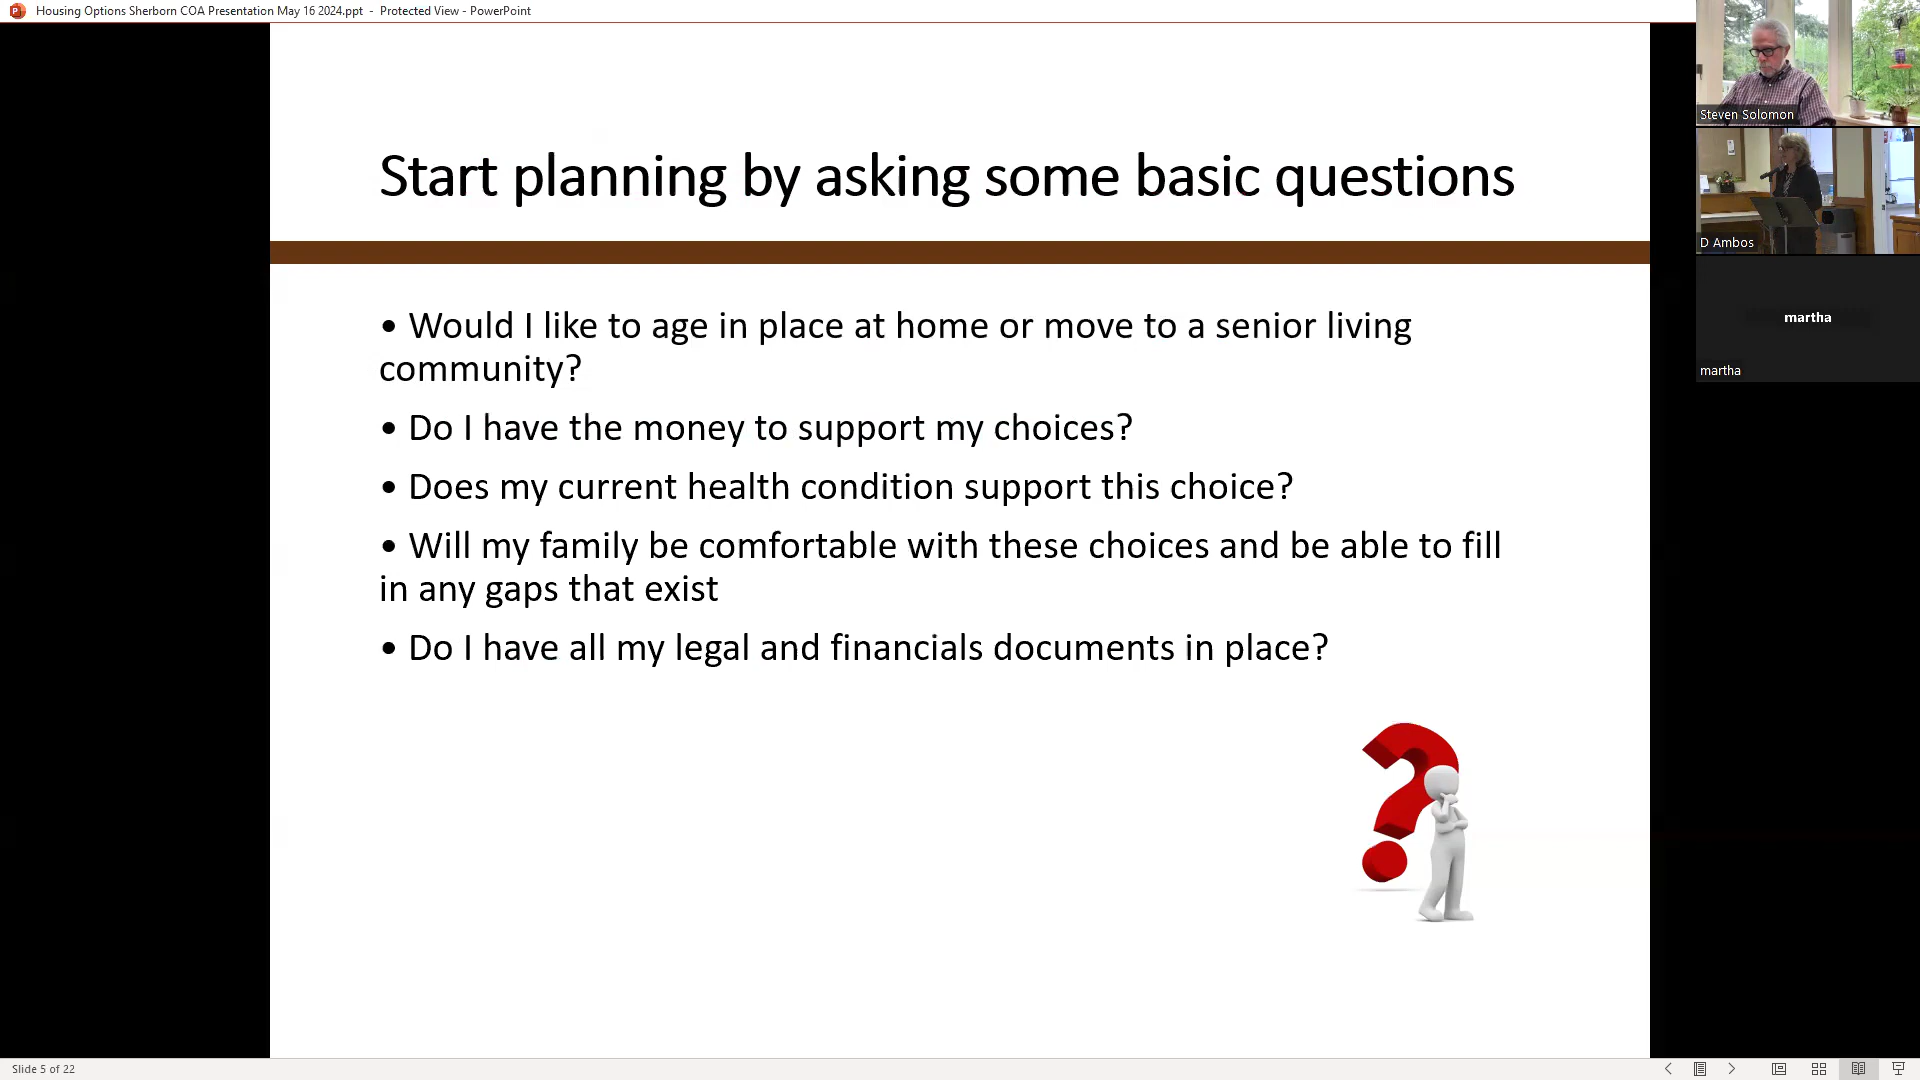 Housing Options Sherborn COA Presentation May 16 2024.ppt - Protected View - PowerPoint
Start planning by asking some basic questions
• Would I like to age in place at home or move to a senior living
community?
• Do I have the money to support my choices?
• Does my current health condition support this choice?
• Will my family be comfortable with these choices and be able to fill
in any gaps that exist
• Do I have all my legal and financials documents in place?
Steven Solomon
D Ambos
martha
martha
Slide 5 of 22